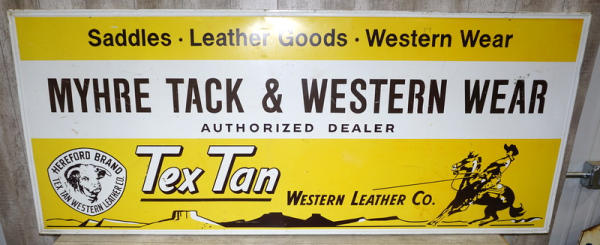 Saddles · Leather Goods · Western Wear
MYHRE TACK & WESTERN WEAR
AUTHORIZED DEALER
HEREFORD BRAND
TEX TAN WESTERN LEATHER CO.
Tex Tan
WESTERN LEATHER CO.